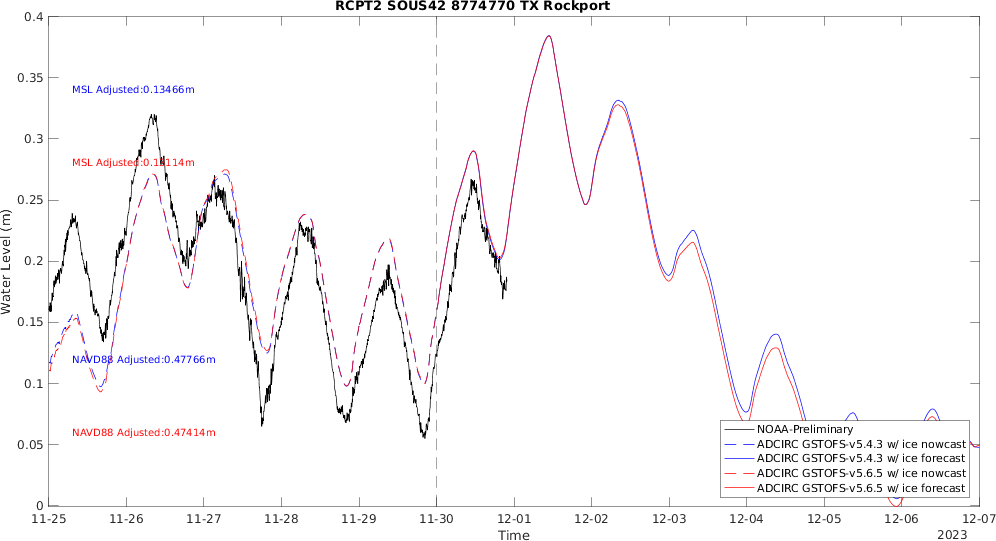 RCPT2 SOUS42 8774770 TX Rockport
0.4
0.35
0.3
0.25
0.2
0.15
0.1
0.05
0
Water Level (m)
MSL Adjusted:0.13466m
MSL Adjusted:0.13114m
NAVD88 Adjusted:0.47766m
NAVD88 Adjusted:0.47414m
NOAA-Preliminary
ADCIRC GSTOFS-v5.4.3 w/ ice nowcast
ADCIRC GSTOFS-v5.4.3 w/ ice forecast
ADCIRC GSTOFS-v5.6.5 w/ ice nowcast
ADCIRC GSTOFS-v5.6.5 w/ ice forecast
11-25 11-26 11-27 11-28 11-29 11-30 12-01 12-02 12-03 12-04 12-05 12-06 12-07
Time
2023